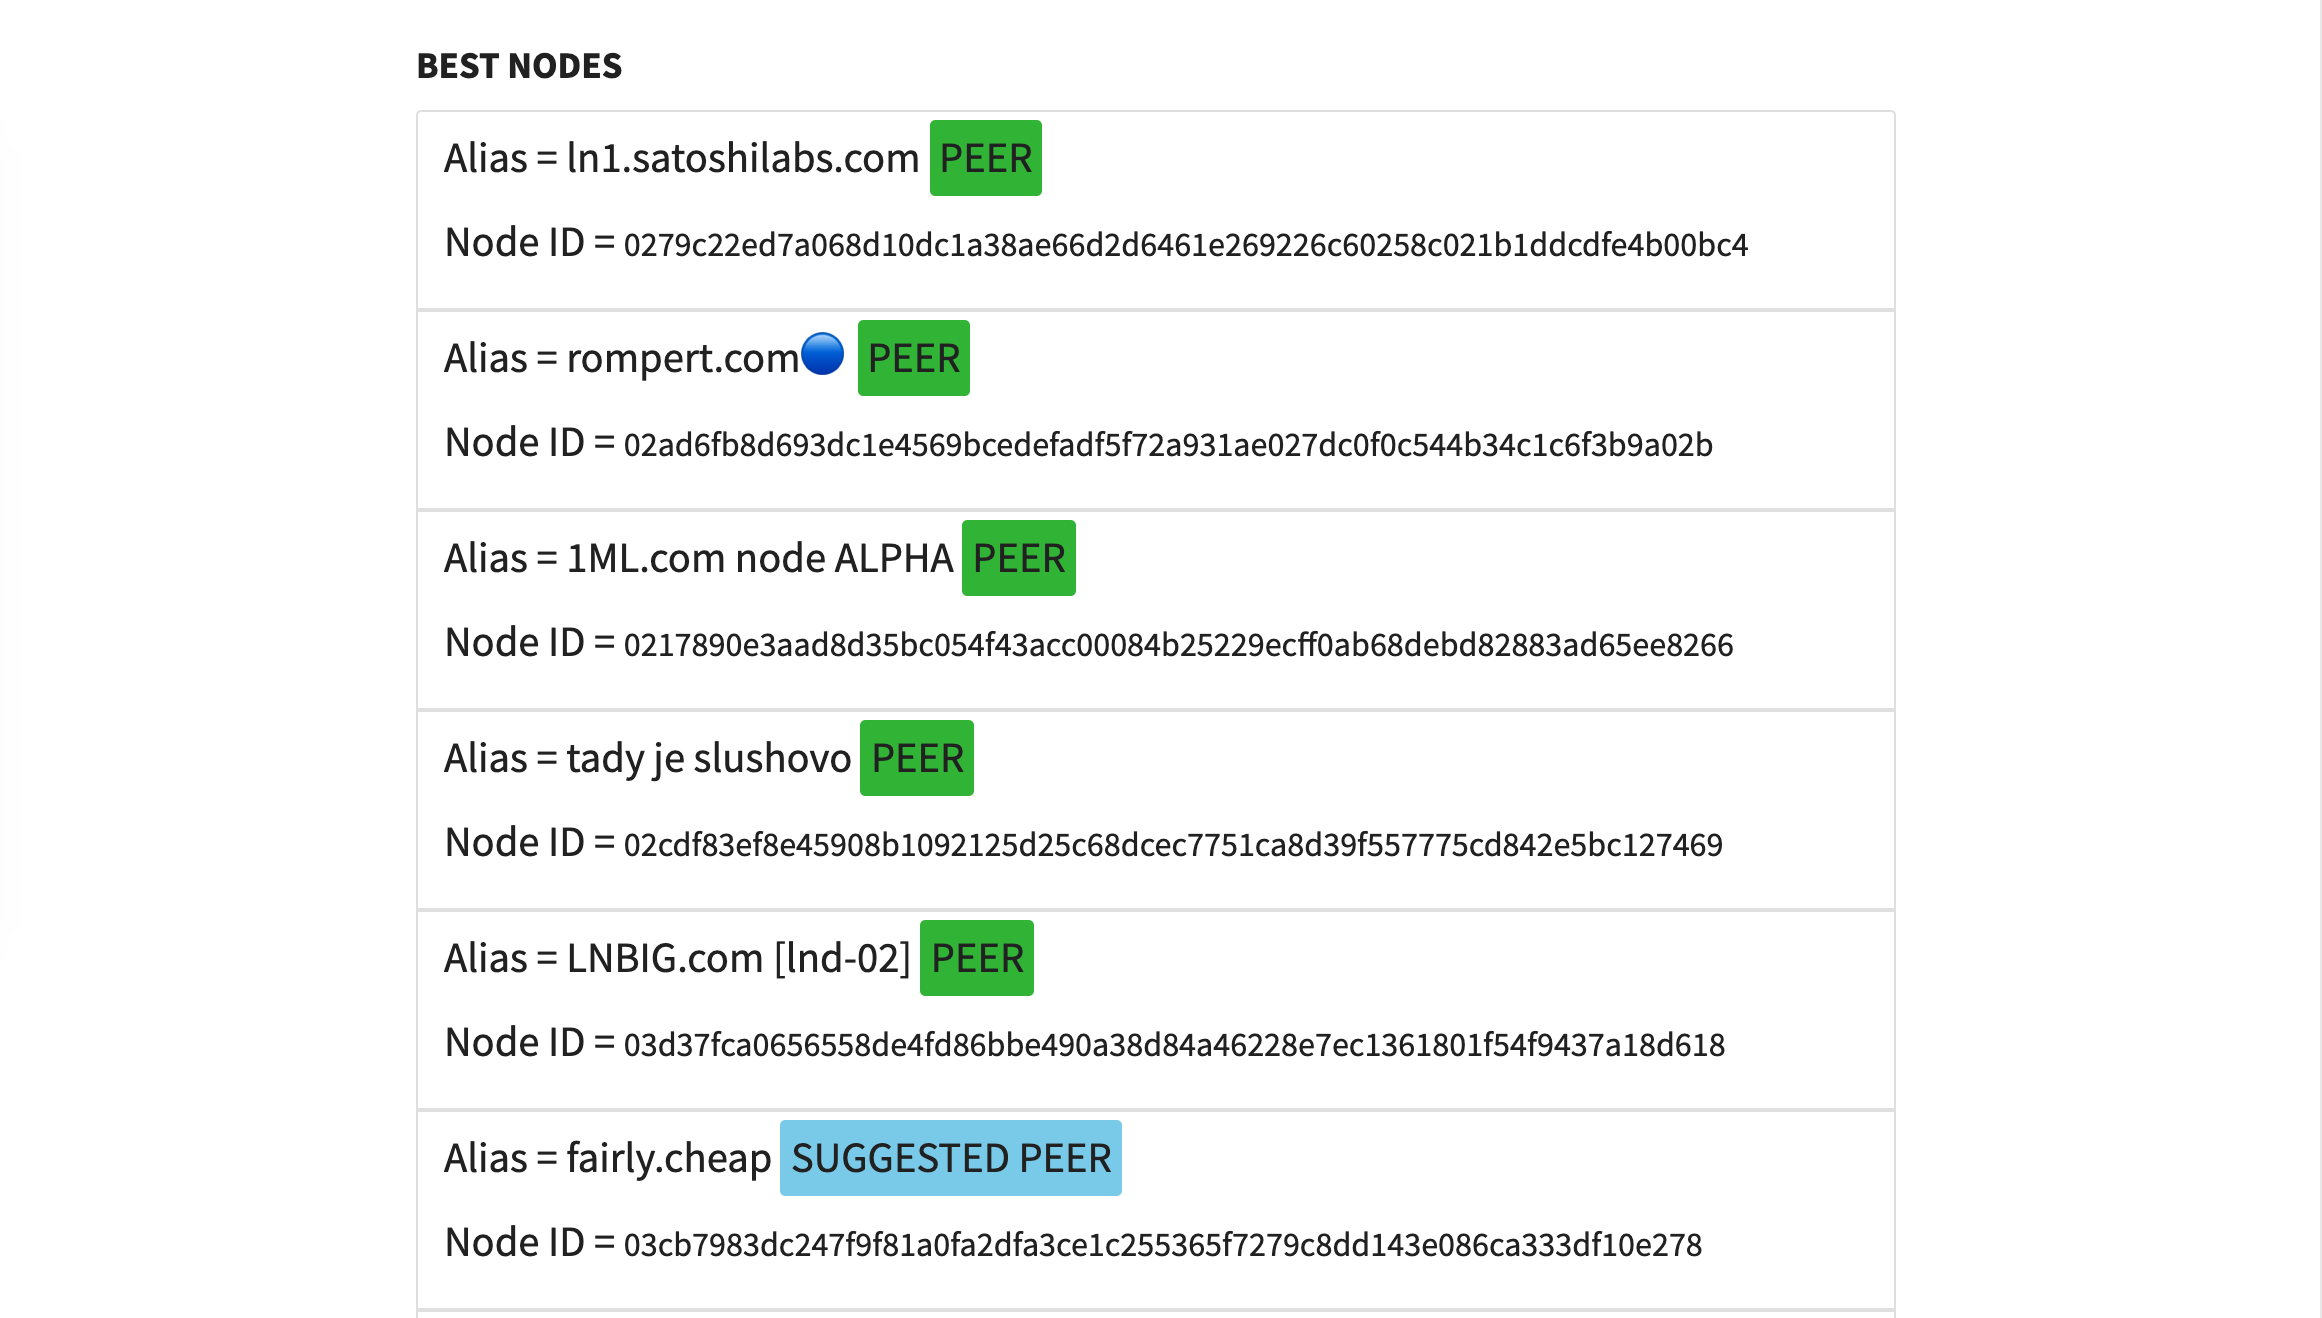 BEST NODES
Alias = ln1.satoshilabs.com PEER
Node ID = 0279c22ed7a068d10dc1a38ae66d2d6461e269226c60258c021b1ddcdfe4b00bc4
Alias = rompert.com🔵 PEER
Node ID = 02ad6fb8d693dc1e4569bcedefadf5f72a931ae027dc0f0c544b34c1c6f3b9a02b
Alias = 1ML.com node ALPHA PEER
Node ID = 0217890e3aad8d35bc054f43acc00084b25229ecff0ab68debd82883ad65ee8266
Alias = tady je slushovo PEER
Node ID = 02cdf83ef8e45908b1092125d25c68dcec7751ca8d39f557775cd842e5bc127469
Alias = LNBIG.com [lnd-02] PEER
Node ID = 03d37fca0656558de4fd86bbe490a38d84a46228e7ec1361801f54f9437a18d618
Alias = fairly.cheap SUGGESTED PEER
Node ID = 03cb7983dc247f9f81a0fa2dfa3ce1c255365f7279c8dd143e086ca333df10e278